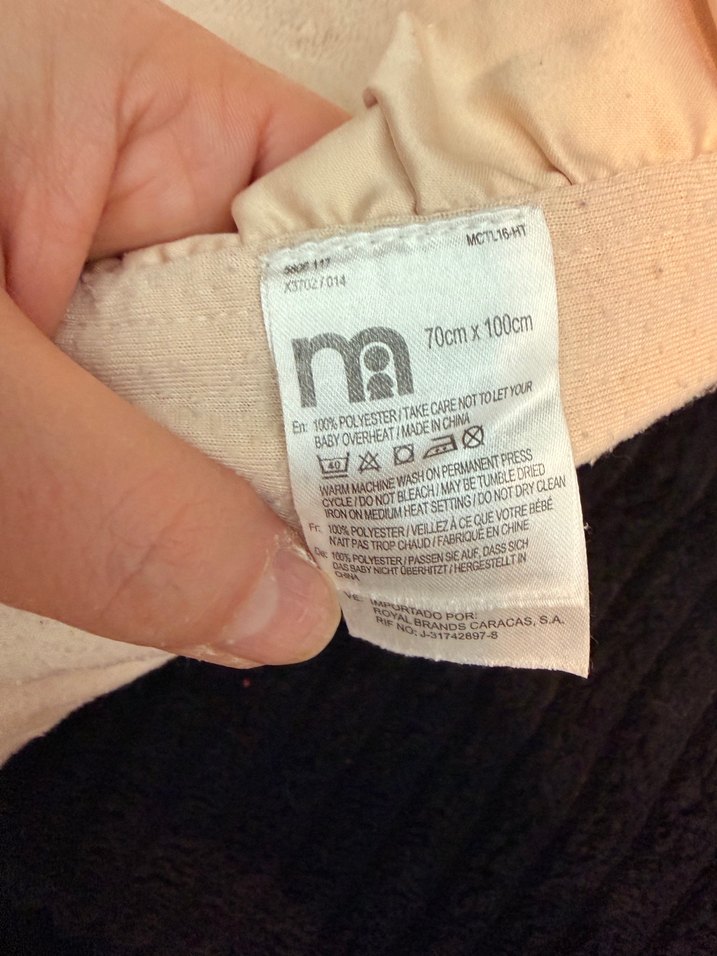 MCTL16-HT
X3702 / 014
70cm x 100cm
m
En: 100% POLYESTER / TAKE CARE NOT TO LET YOUR
BABY OVERHEAT / MADE IN CHINA
40
WARM MACHINE WASH ON PERMANENT PRESS
CYCLE / DO NOT BLEACH / MAY BE TUMBLE DRIED
IRON ON MEDIUM HEAT SETTING / DO NOT DRY CLEAN
Fr: 100% POLYESTER / VEILLEZ À CE QUE VOTRE BÉBÉ
N'AIT PAS TROP CHAUD / FABRIQUÉ EN CHINE
De: 100% POLYESTER / PASSEN SIE AUF, DASS SICH
DAS BABY NICHT ÜBERHITZT / HERGESTELLT IN
CHINA
VE: IMPORTADO POR:
ROYAL BRANDS CARACAS, S.A.
RIF NO: J-31742897-8